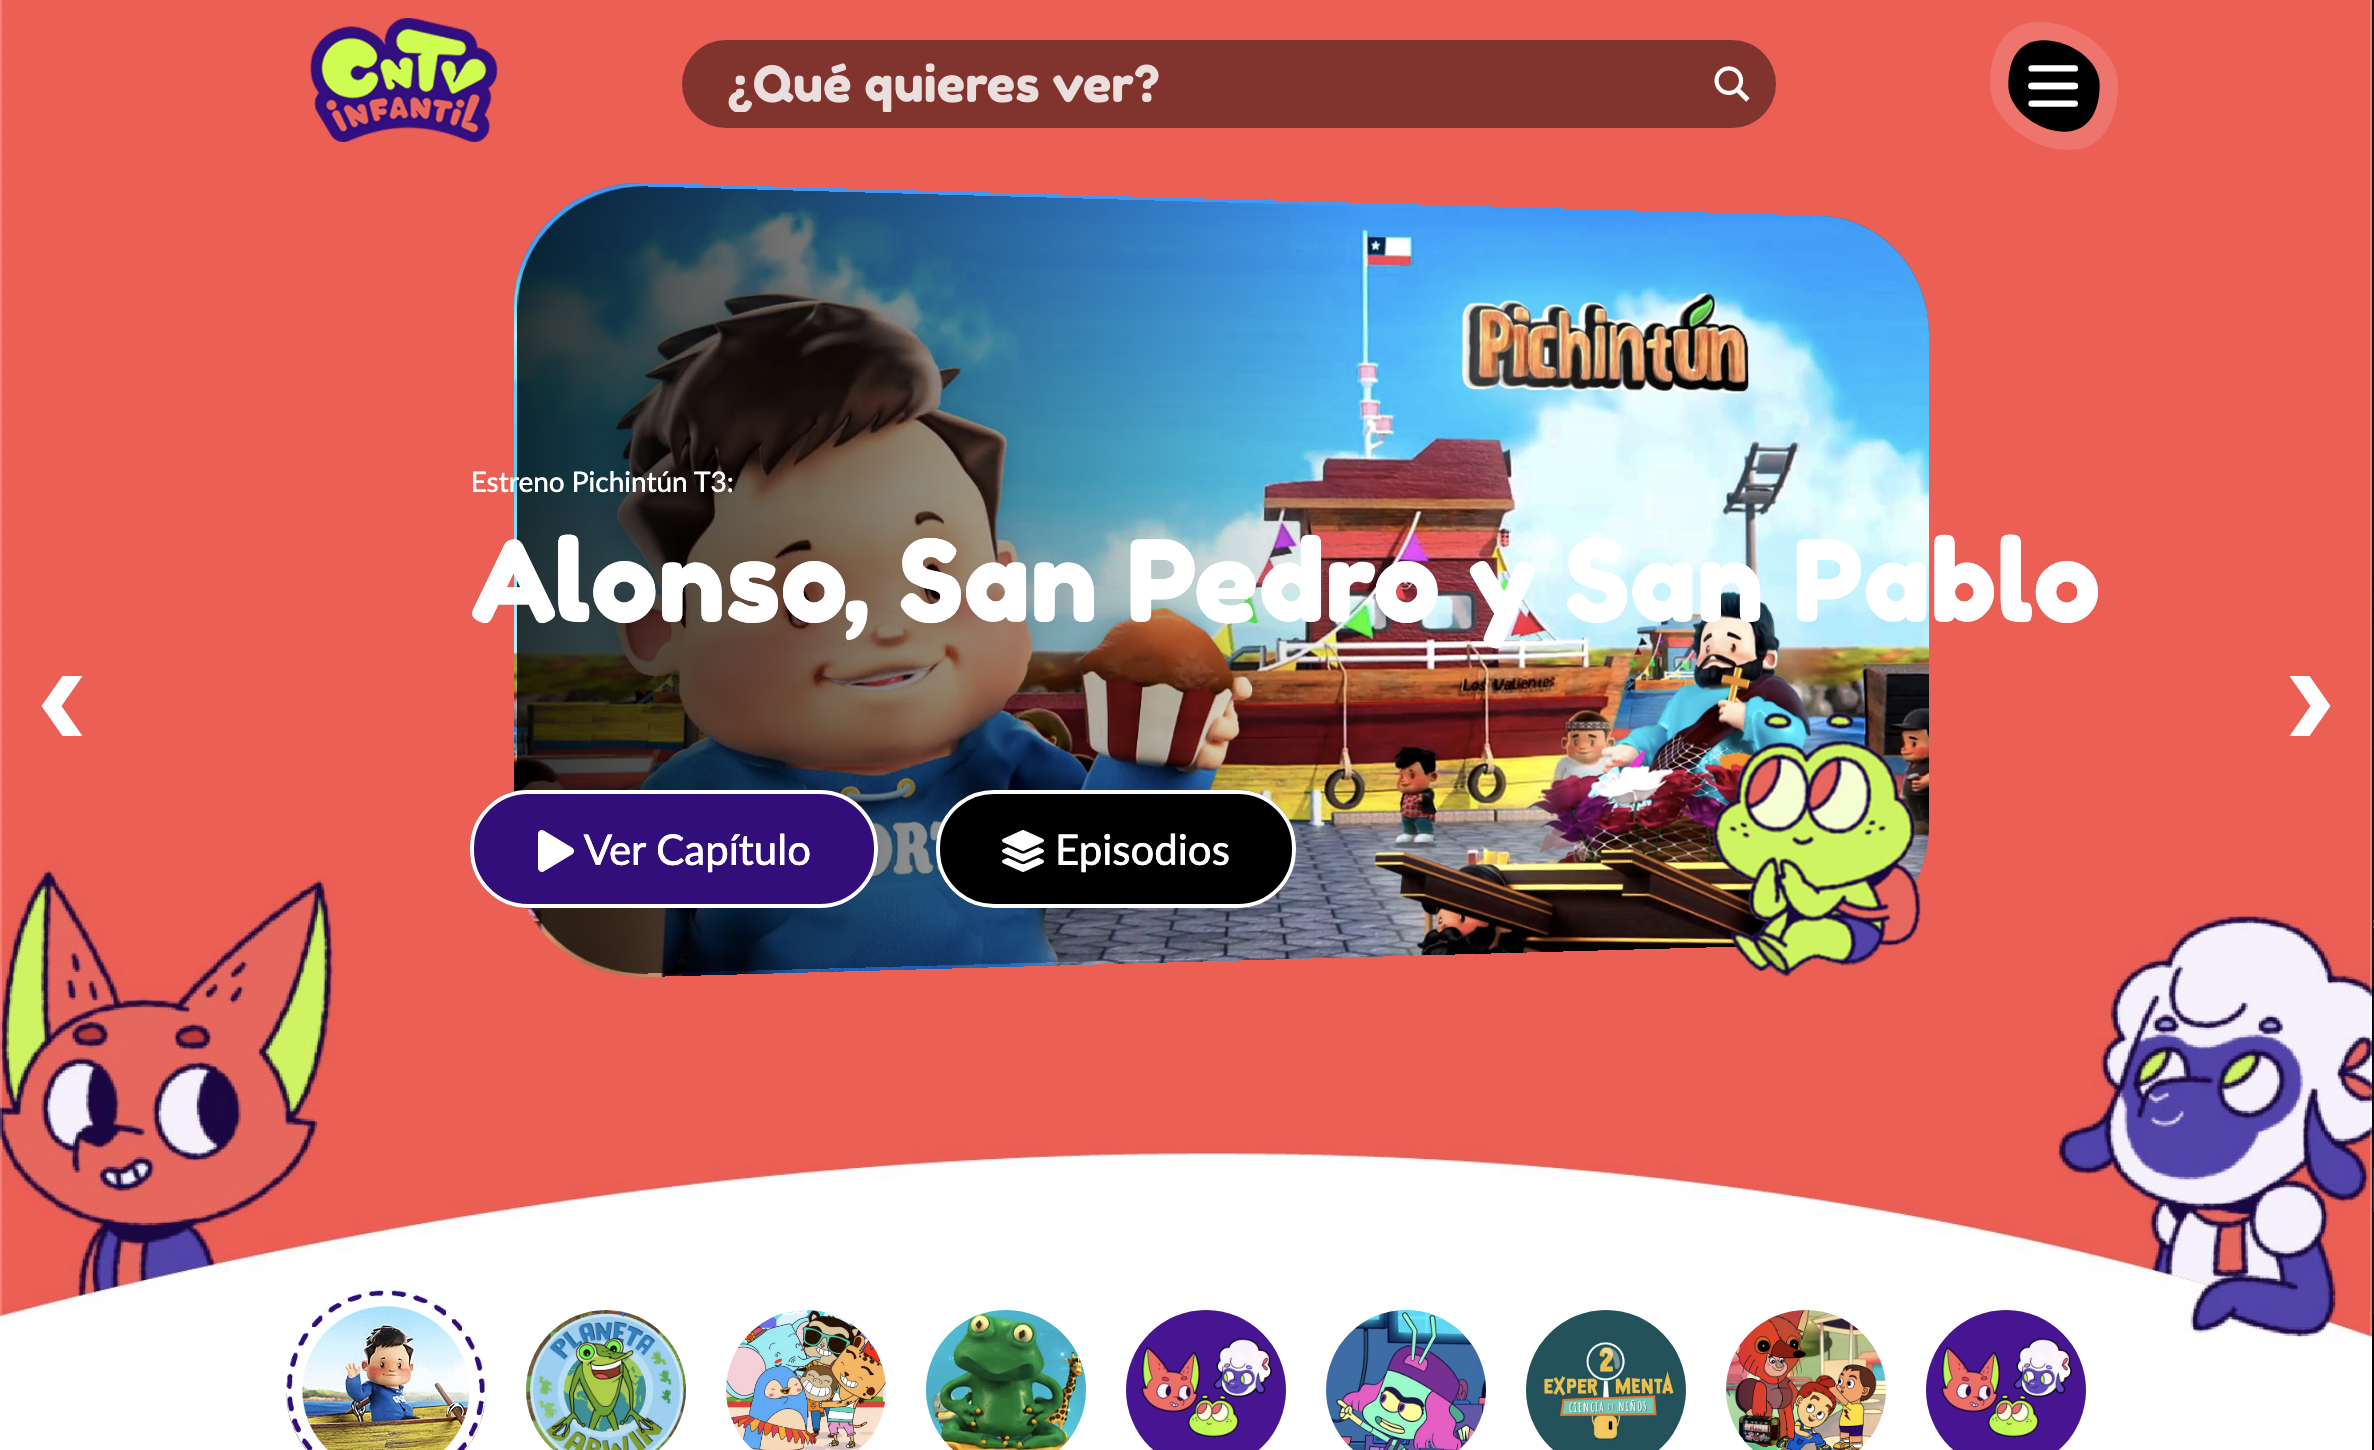 CNTV
INFANTIL
¿Qué quieres ver?
Pichintún
Estreno Pichintún T3:
Alonso, San Pedro y San Pablo
Los Valientes
Ver Capítulo
Episodios
PLANETA
DARWIN
2
EXPERIMENTA
CIENCIA DE NIÑOS